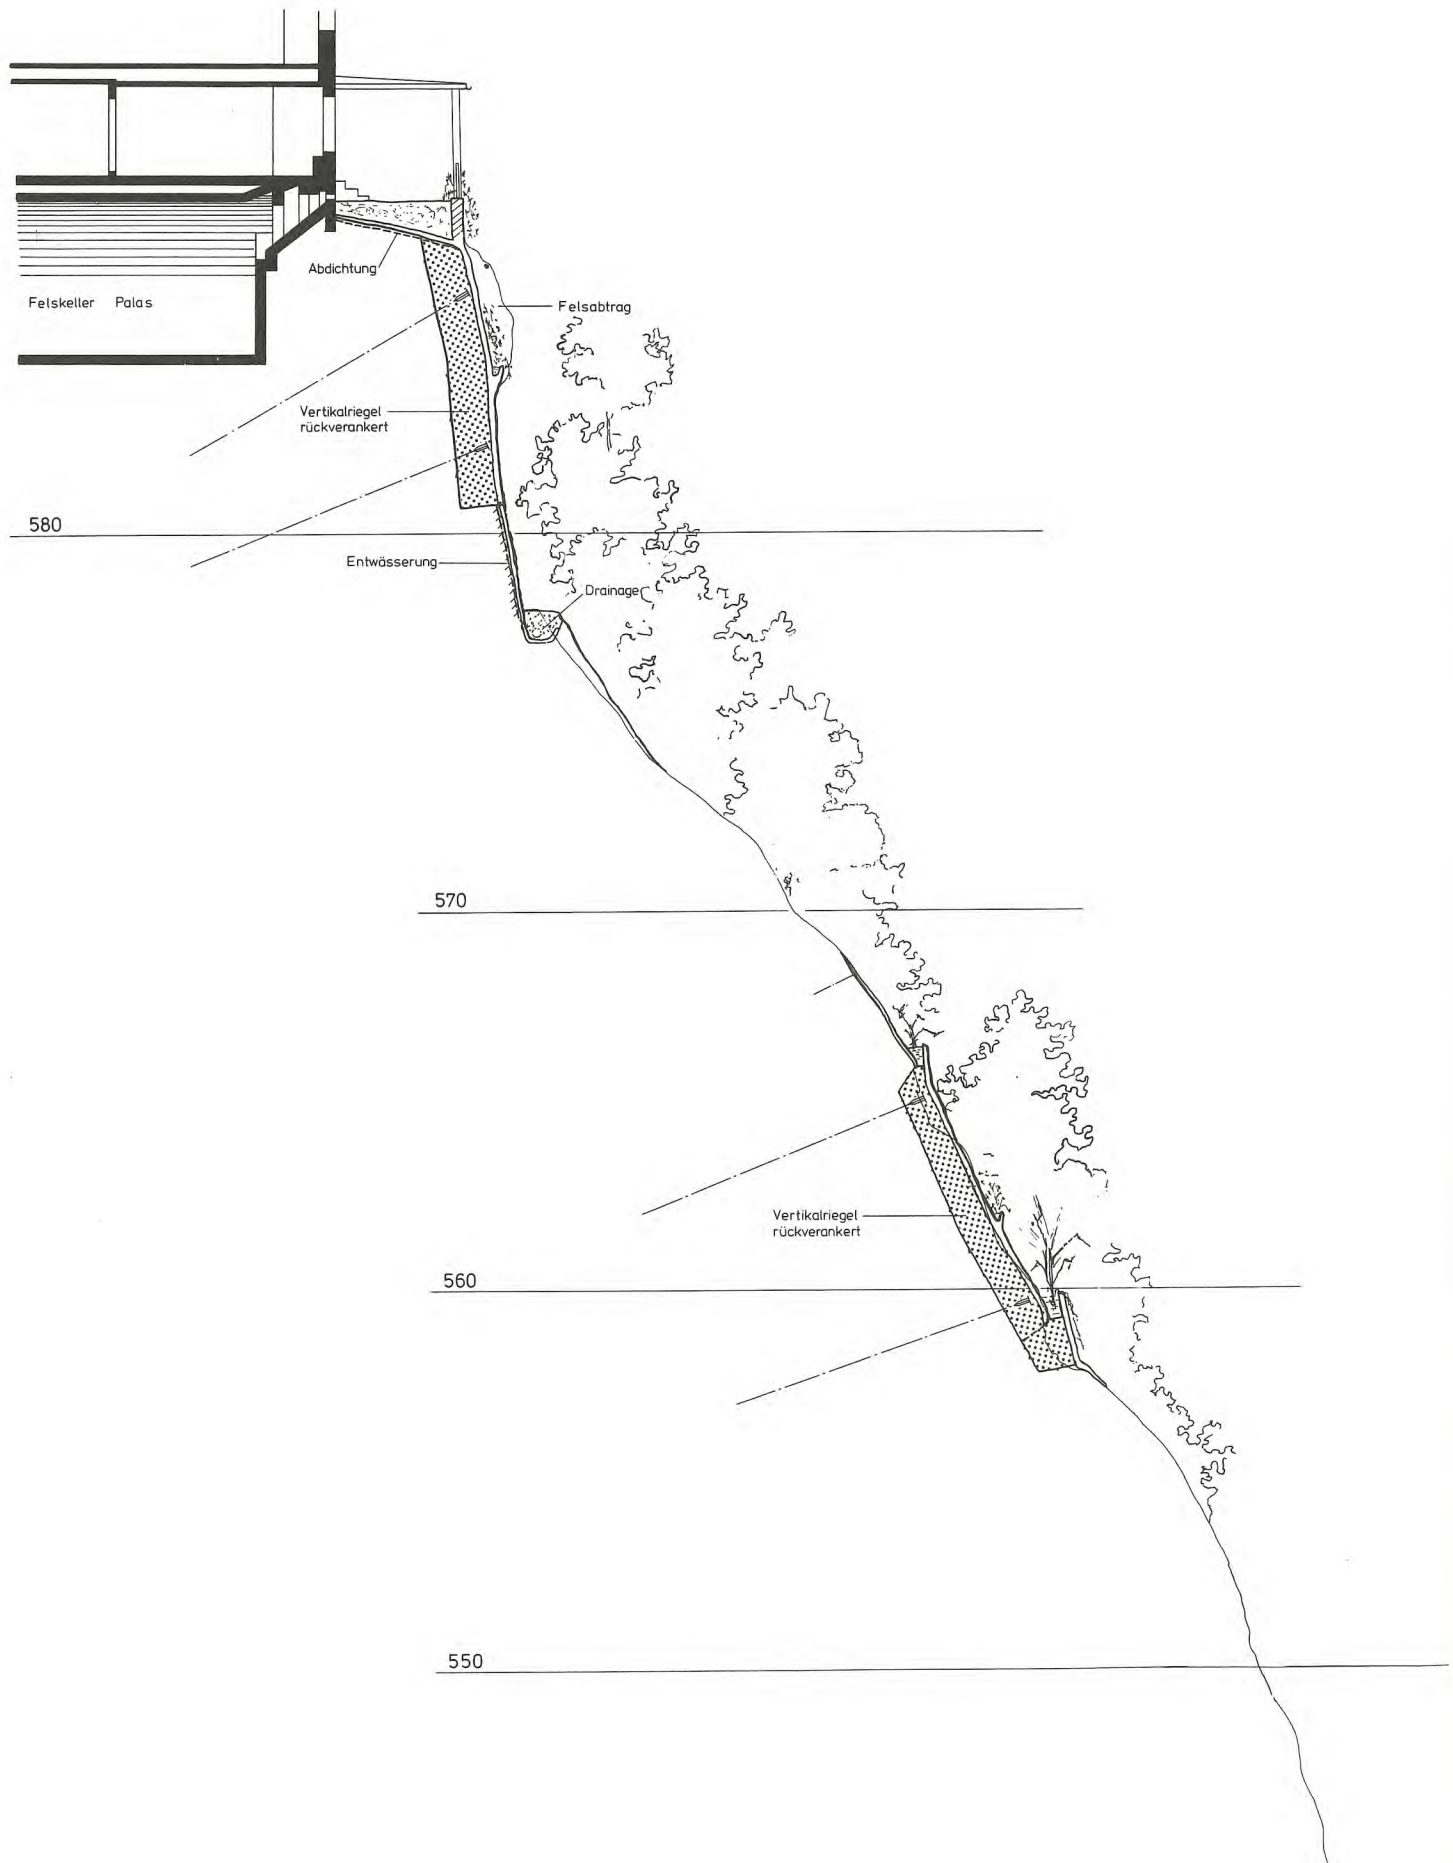 Abdichtung
Felskeller Palas
Felsabtrag
Vertikalriegel
rückverankert
580
Entwässerung
Drainage
570
Vertikalriegel
rückverankert
560
550